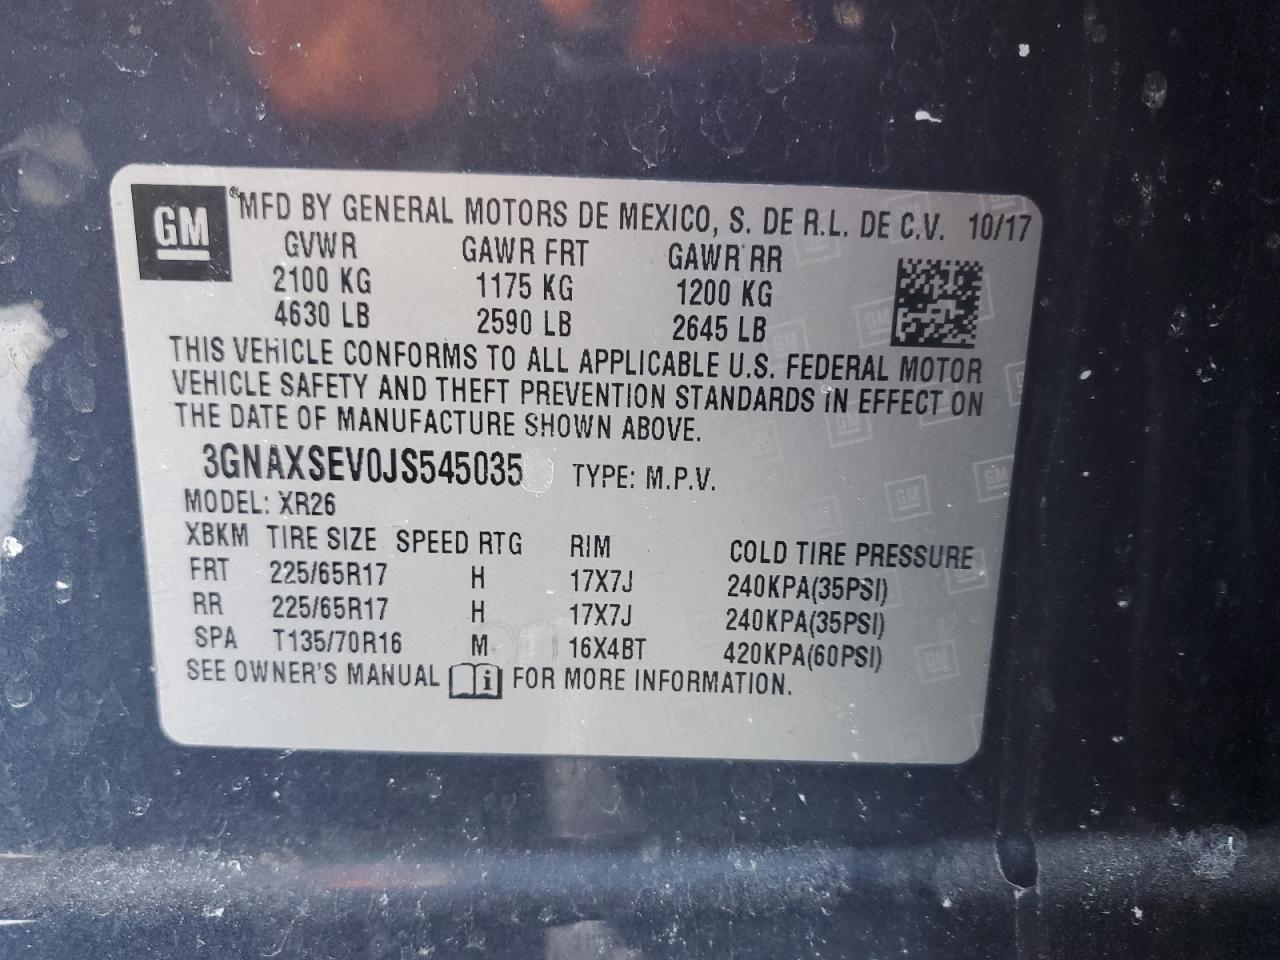 GM ® MFD BY GENERAL MOTORS DE MEXICO, S. DE R.L. DE C.V. 10/17
GVWR GAWR FRT GAWR RR
2100 KG 1175 KG 1200 KG
4630 LB 2590 LB 2645 LB
THIS VEHICLE CONFORMS TO ALL APPLICABLE U.S. FEDERAL MOTOR
VEHICLE SAFETY AND THEFT PREVENTION STANDARDS IN EFFECT ON
THE DATE OF MANUFACTURE SHOWN ABOVE.
3GNAXSEV0JS545035 TYPE: M.P.V.
MODEL: XR26
XBKM TIRE SIZE SPEED RTG RIM COLD TIRE PRESSURE
FRT 225/65R17 H 17X7J 240KPA(35PSI)
RR 225/65R17 H 17X7J 240KPA(35PSI)
SPA T135/70R16 M 16X4BT 420KPA(60PSI)
SEE OWNER'S MANUAL i FOR MORE INFORMATION.